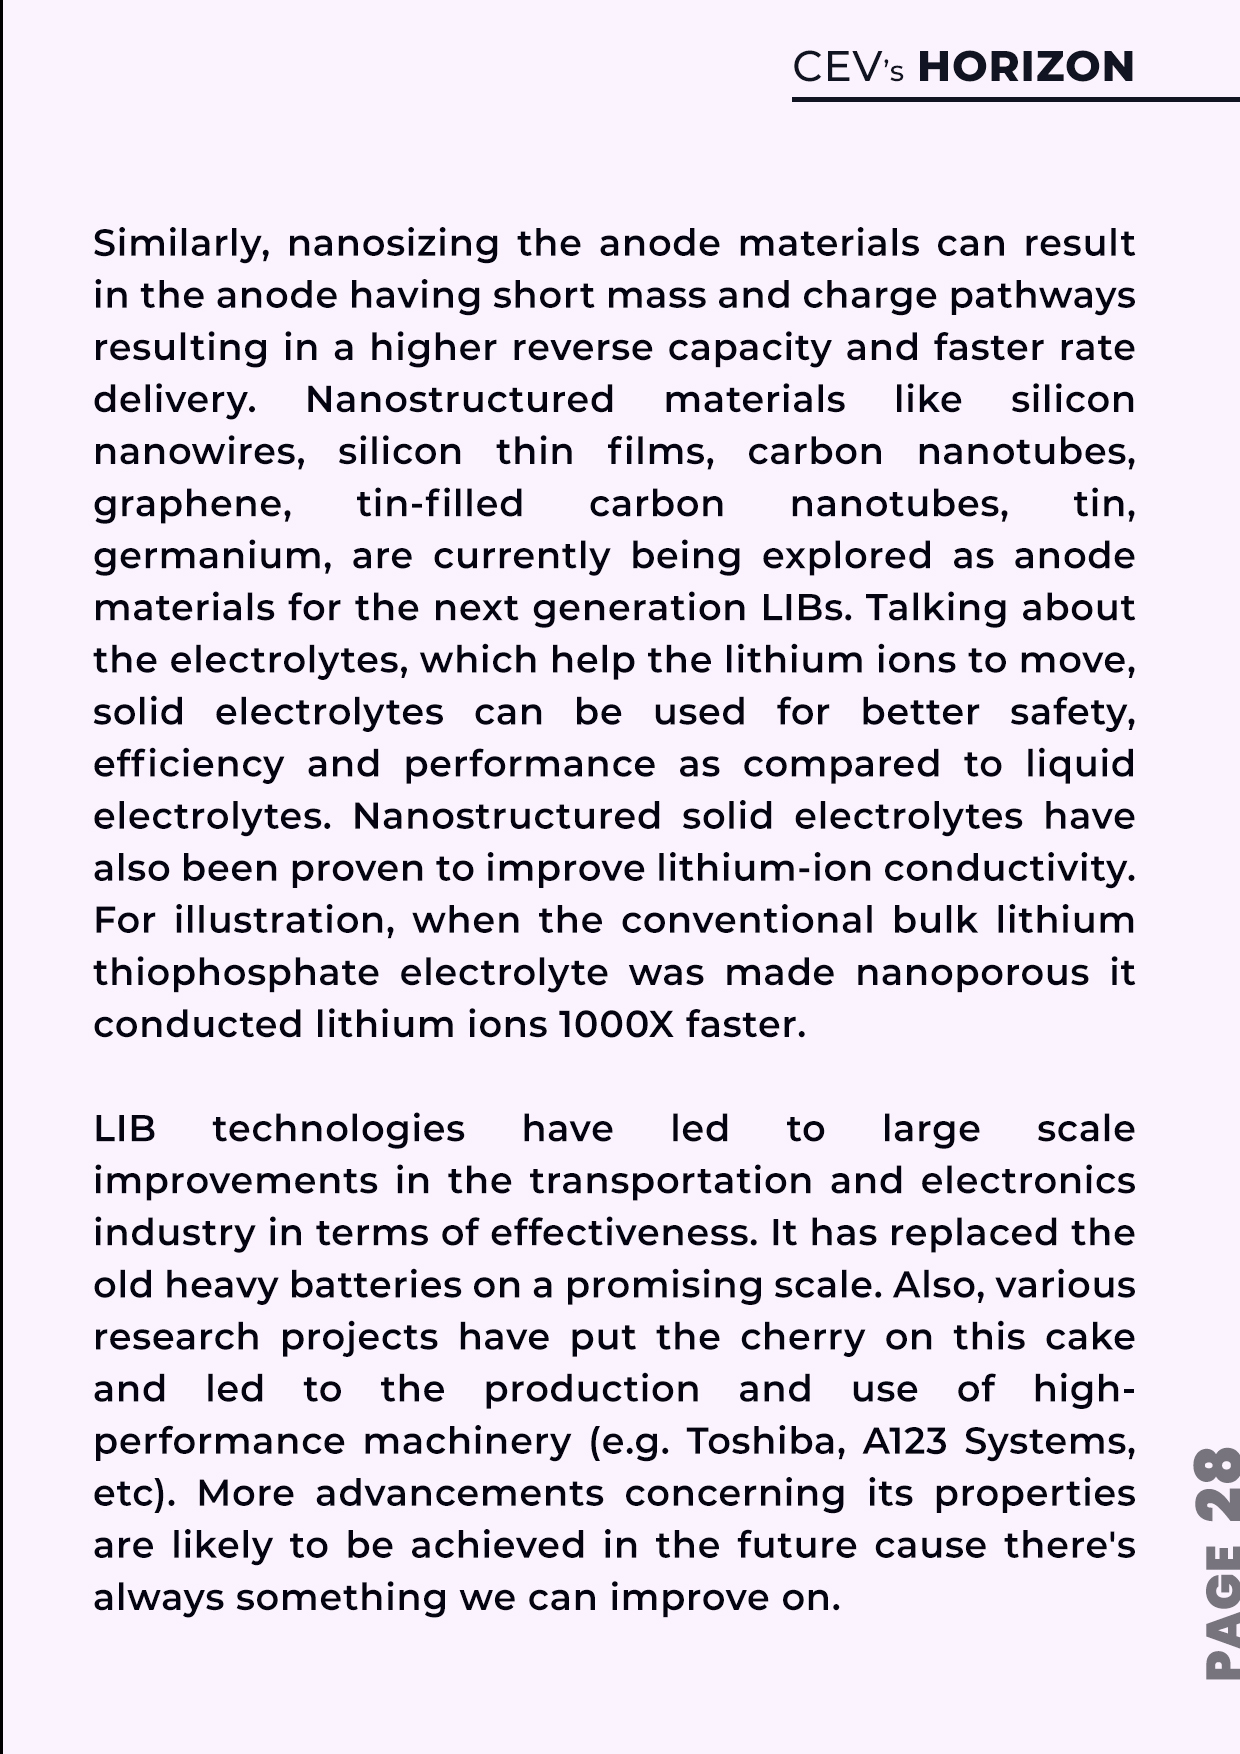 CEV's HORIZON
Similarly, nanosizing the anode materials can result
in the anode having short mass and charge pathways
resulting in a higher reverse capacity and faster rate
delivery. Nanostructured materials like silicon
nanowires, silicon thin films, carbon nanotubes,
graphene, tin-filled carbon nanotubes, tin,
germanium, are currently being explored as anode
materials for the next generation LIBs. Talking about
the electrolytes, which help the lithium ions to move,
solid electrolytes can be used for better safety,
efficiency and performance as compared to liquid
electrolytes. Nanostructured solid electrolytes have
also been proven to improve lithium-ion conductivity.
For illustration, when the conventional bulk lithium
thiophosphate electrolyte was made nanoporous it
conducted lithium ions 1000X faster.
LIB technologies have led to large scale
improvements in the transportation and electronics
industry in terms of effectiveness. It has replaced the
old heavy batteries on a promising scale. Also, various
research projects have put the cherry on this cake
and led to the production and use of high-
performance machinery (e.g. Toshiba, A123 Systems,
etc). More advancements concerning its properties
are likely to be achieved in the future cause there's
always something we can improve on.
PAGE 28